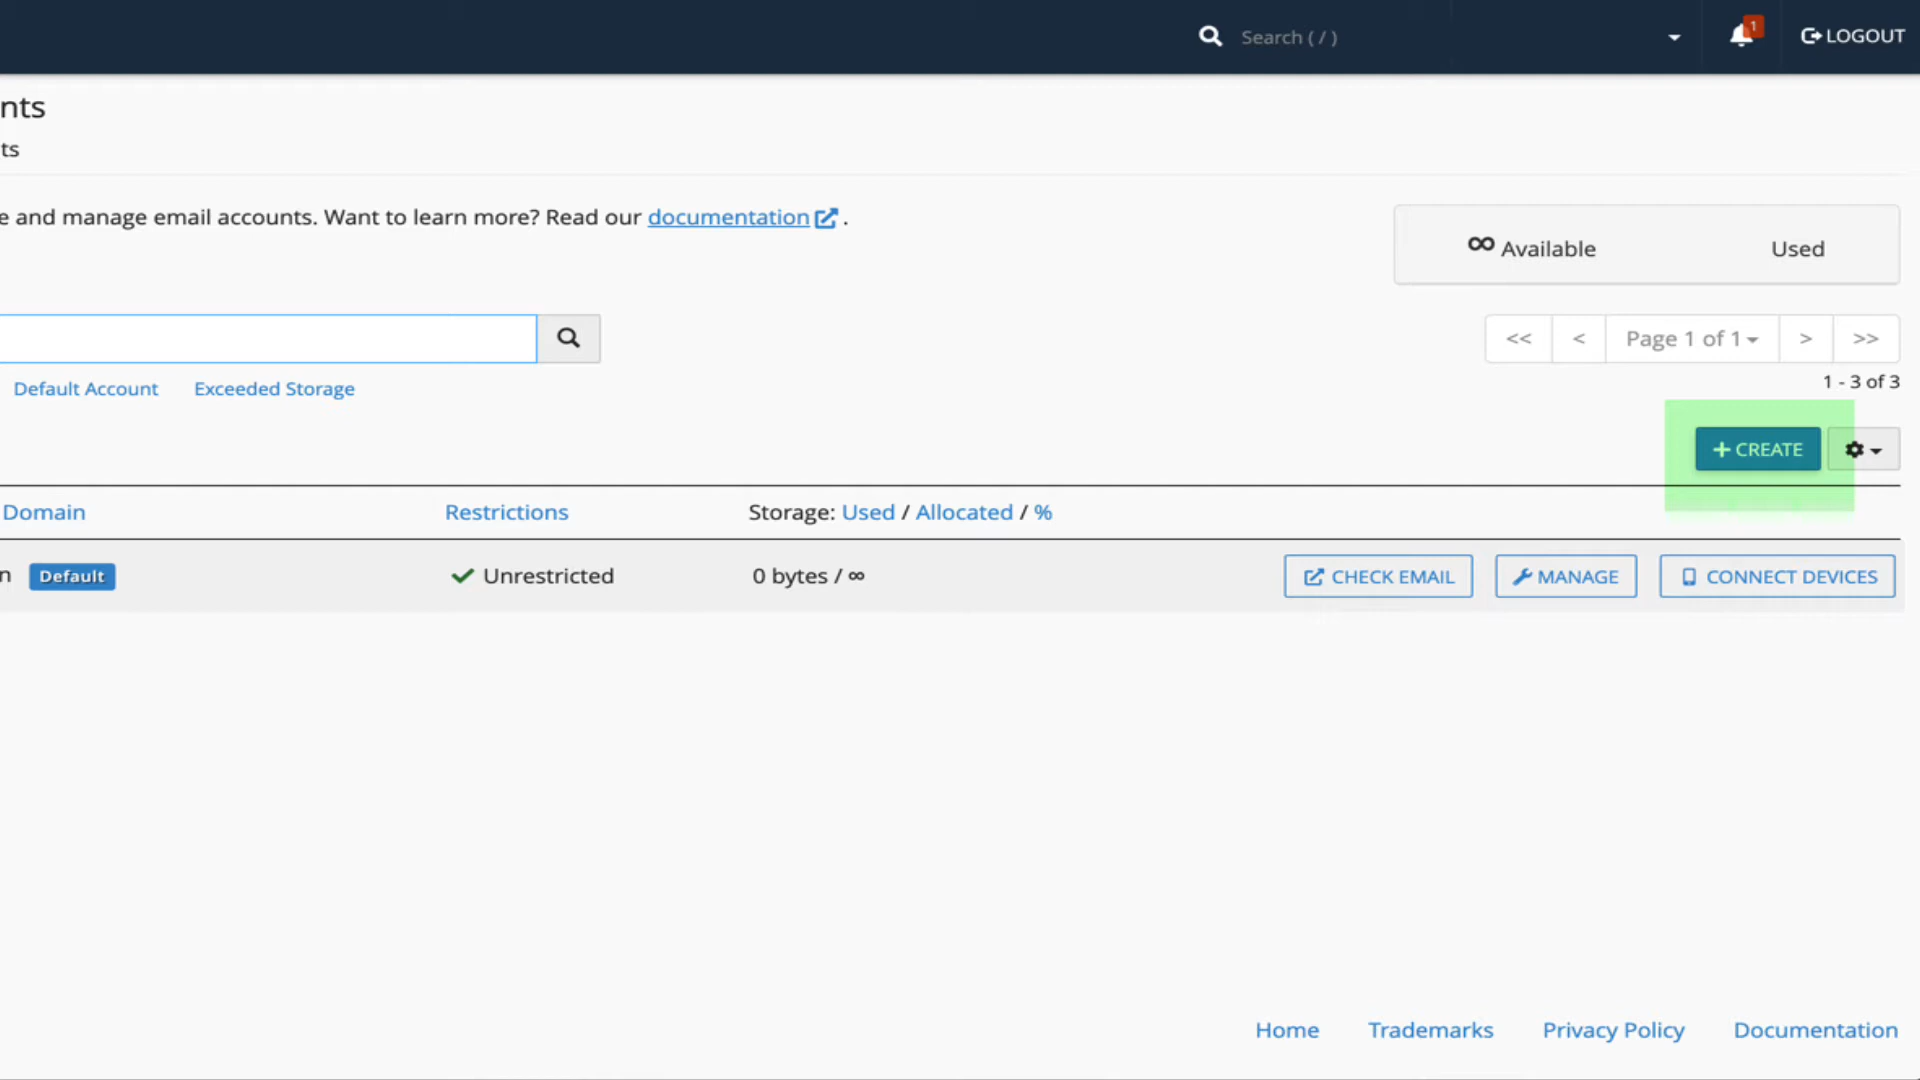 Search ( / )
1
LOGOUT
nts
ts
e and manage email accounts. Want to learn more? Read our documentation .
∞ Available Used
<< < Page 1 of 1 > >>
Default Account Exceeded Storage
1 - 3 of 3
+ CREATE
Domain Restrictions Storage: Used / Allocated / %
n Default Unrestricted 0 bytes / ∞ CHECK EMAIL MANAGE CONNECT DEVICES
Home Trademarks Privacy Policy Documentation